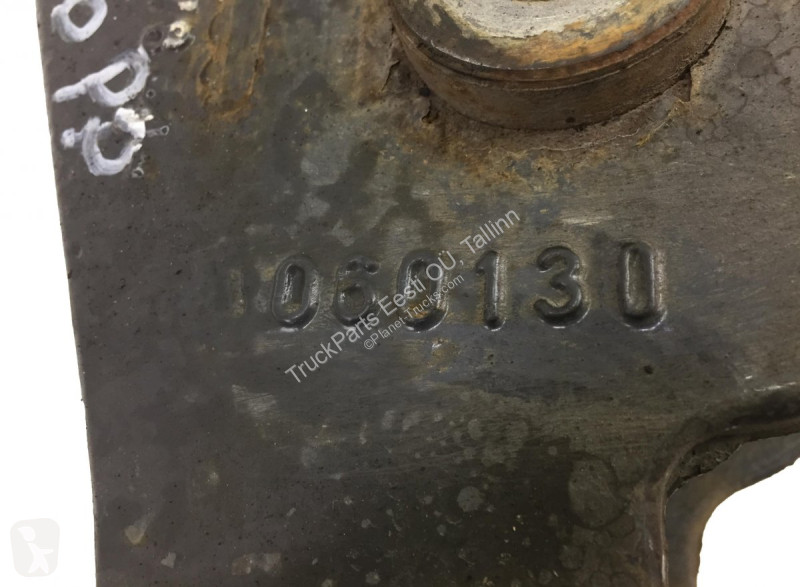 060130
TruckParts Eesti OÜ, Tallinn
©Planet-Trucks.com